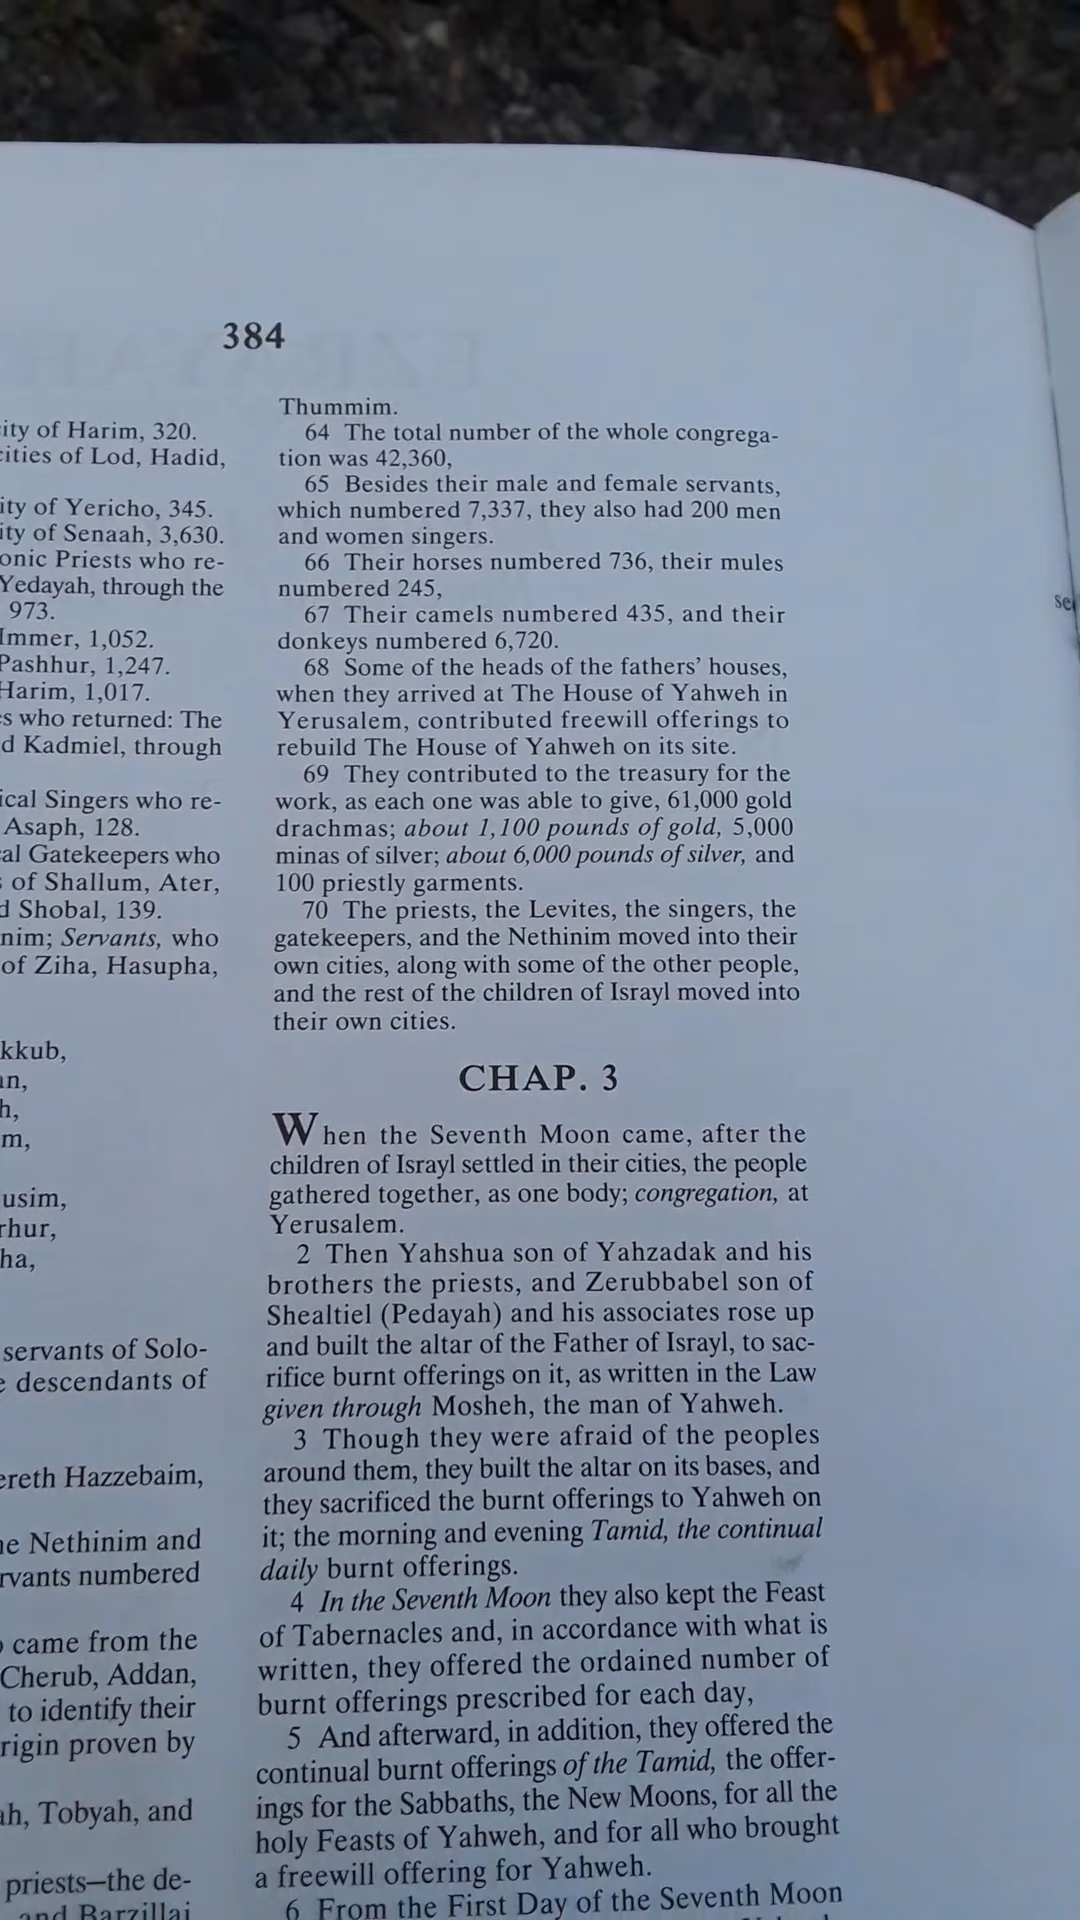 384
ity of Harim, 320.
cities of Lod, Hadid,
ity of Yericho, 345.
ity of Senaah, 3,630.
onic Priests who re-
Yedayah, through the
973.
Immer, 1,052.
Pashhur, 1,247.
Harim, 1,017.
s who returned: The
d Kadmiel, through
ical Singers who re-
Asaph, 128.
al Gatekeepers who
of Shallum, Ater,
d Shobal, 139.
nim; Servants, who
of Ziha, Hasupha,
kkub,
an,
h,
m,
usim,
rhur,
ha,
servants of Solo-
descendants of
ereth Hazzebaim,
he Nethinim and
rvants numbered
came from the
Cherub, Addan,
to identify their
rigin proven by
ah, Tobyah, and
priests—the de-
and Barzillai
Thummim.
64 The total number of the whole congrega-
tion was 42,360,
65 Besides their male and female servants,
which numbered 7,337, they also had 200 men
and women singers.
66 Their horses numbered 736, their mules
numbered 245,
67 Their camels numbered 435, and their
donkeys numbered 6,720.
68 Some of the heads of the fathers' houses,
when they arrived at The House of Yahweh in
Yerusalem, contributed freewill offerings to
rebuild The House of Yahweh on its site.
69 They contributed to the treasury for the
work, as each one was able to give, 61,000 gold
drachmas; about 1,100 pounds of gold, 5,000
minas of silver; about 6,000 pounds of silver, and
100 priestly garments.
70 The priests, the Levites, the singers, the
gatekeepers, and the Nethinim moved into their
own cities, along with some of the other people,
and the rest of the children of Israyl moved into
their own cities.
CHAP. 3
When the Seventh Moon came, after the
children of Israyl settled in their cities, the people
gathered together, as one body; congregation, at
Yerusalem.
2 Then Yahshua son of Yahzadak and his
brothers the priests, and Zerubbabel son of
Shealtiel (Pedayah) and his associates rose up
and built the altar of the Father of Israyl, to sac-
rifice burnt offerings on it, as written in the Law
given through Mosheh, the man of Yahweh.
3 Though they were afraid of the peoples
around them, they built the altar on its bases, and
they sacrificed the burnt offerings to Yahweh on
it; the morning and evening Tamid, the continual
daily burnt offerings.
4 In the Seventh Moon they also kept the Feast
of Tabernacles and, in accordance with what is
written, they offered the ordained number of
burnt offerings prescribed for each day,
5 And afterward, in addition, they offered the
continual burnt offerings of the Tamid, the offer-
ings for the Sabbaths, the New Moons, for all the
holy Feasts of Yahweh, and for all who brought
a freewill offering for Yahweh.
6 From the First Day of the Seventh Moon